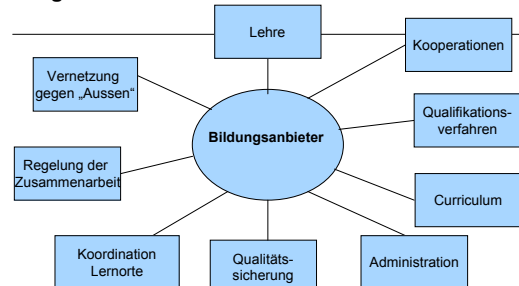 Lehre
Kooperationen
Vernetzung
gegen „Aussen“
Qualifikations-
verfahren
Bildungsanbieter
Regelung der
Zusammenarbeit
Curriculum
Koordination
Lernorte
Qualitäts-
sicherung
Administration